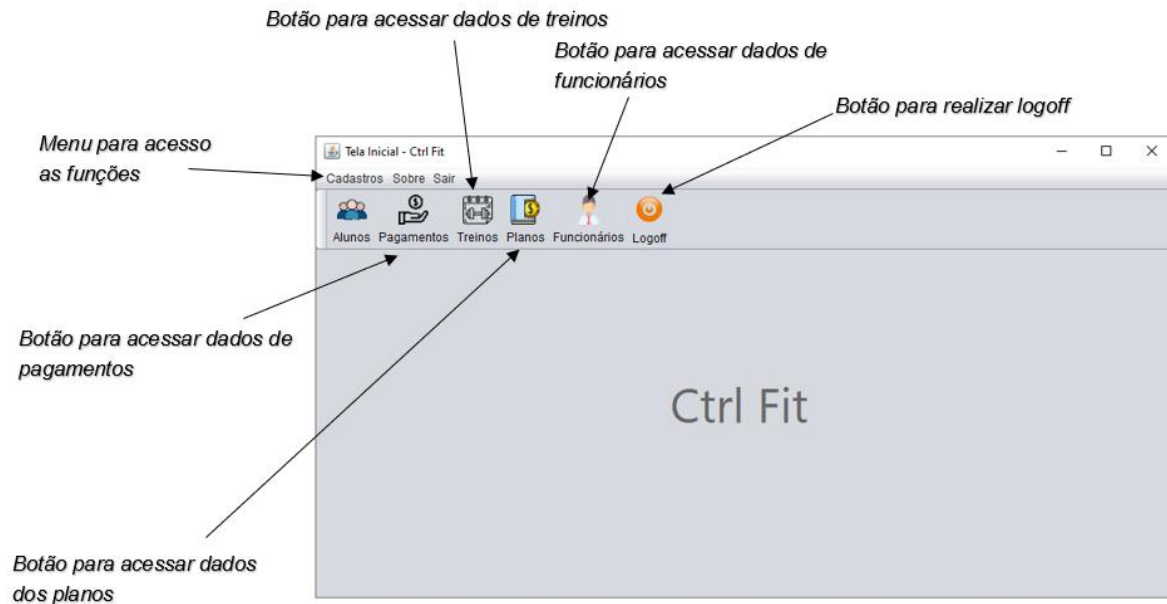 Botão para acessar dados de treinos
Botão para acessar dados de
funcionários
Botão para realizar logoff
Menu para acesso
as funções
Tela Inicial - Ctrl Fit
Cadastros Sobre Sair
Alunos Pagamentos Treinos Planos Funcionários Logoff
Botão para acessar dados de
pagamentos
Ctrl Fit
Botão para acessar dados
dos planos